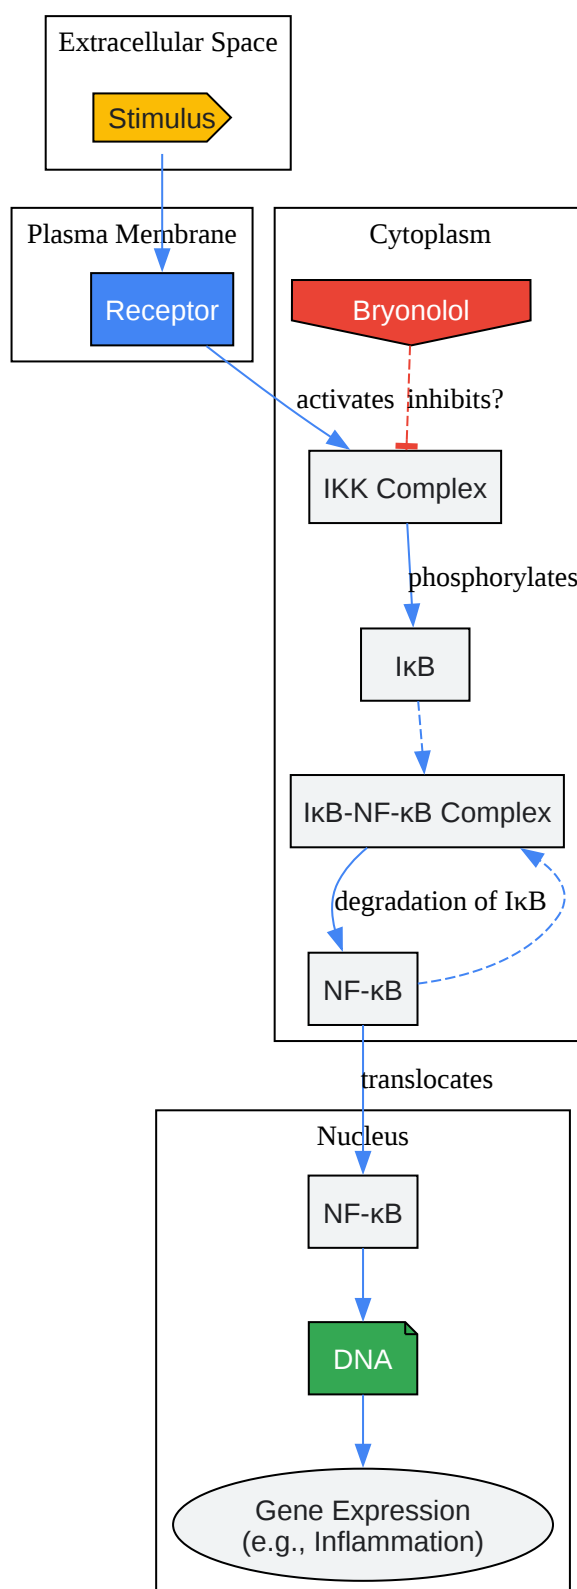 Extracellular Space
Stimulus
Plasma Membrane
Receptor
Cytoplasm
Bryonolol
activates
inhibits?
IKK Complex
phosphorylates
IκB
IκB-NF-κB Complex
degradation of IκB
NF-κB
translocates
Nucleus
NF-κB
DNA
Gene Expression
(e.g., Inflammation)